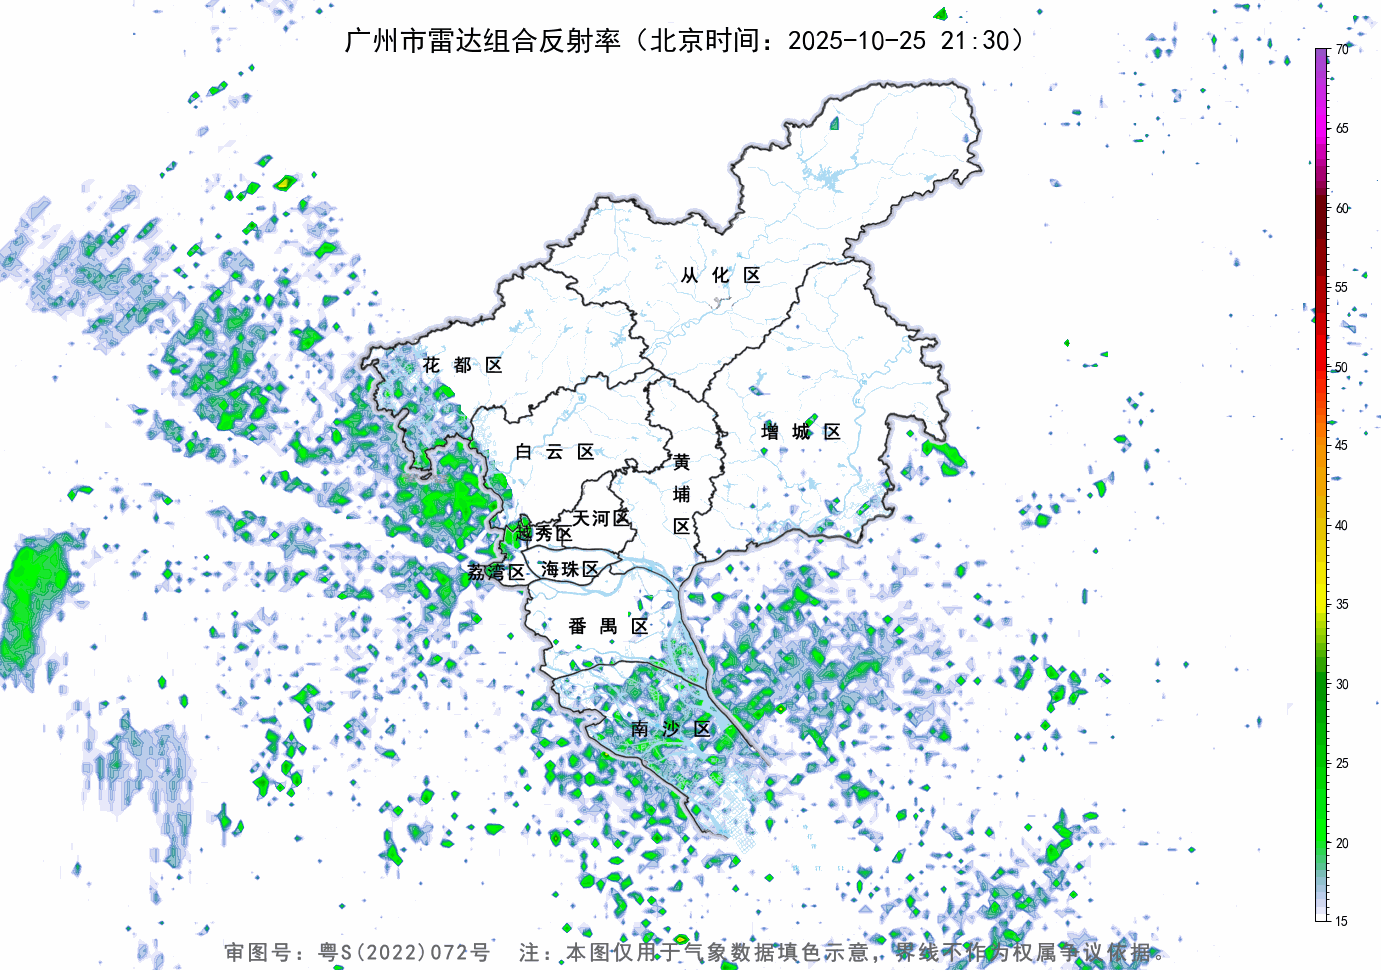 广州市雷达组合反射率（北京时间：2025-10-25 21:30）
70
65
60
55
50
45
40
35
30
25
20
15
从化区
花都区
增城区
白云区
黄埔区
天河区
越秀区
海珠区
荔湾区
番禺区
南沙区
审图号：粤S(2022)072号 注：本图仅用于气象数据填色示意，界线不作为权属争议依据。